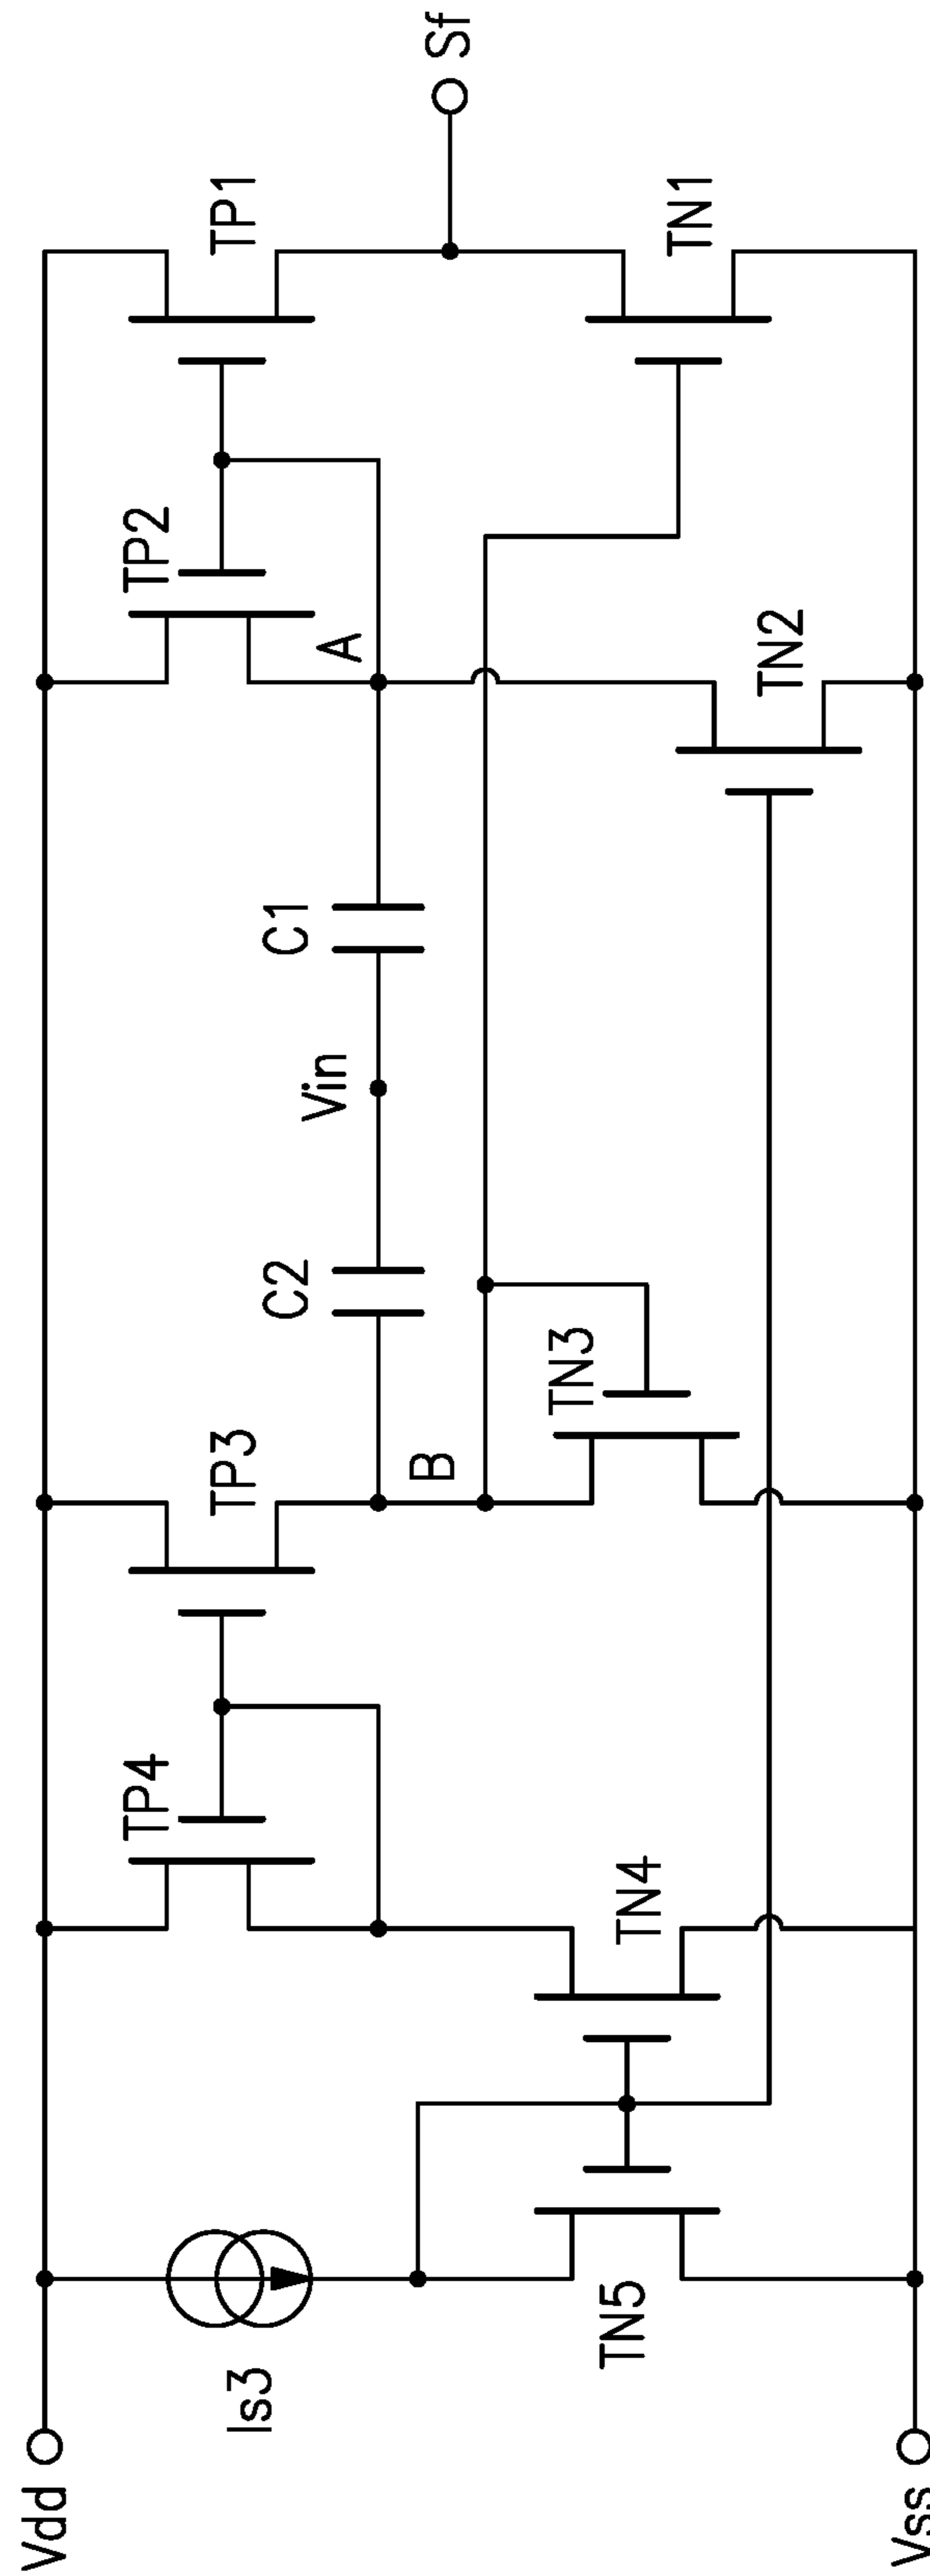 Vdd
Is3
TP4
TP3
TP2
TP1
C2
Vin
C1
A
B
Sf
TN5
TN4
TN3
TN2
TN1
Vss